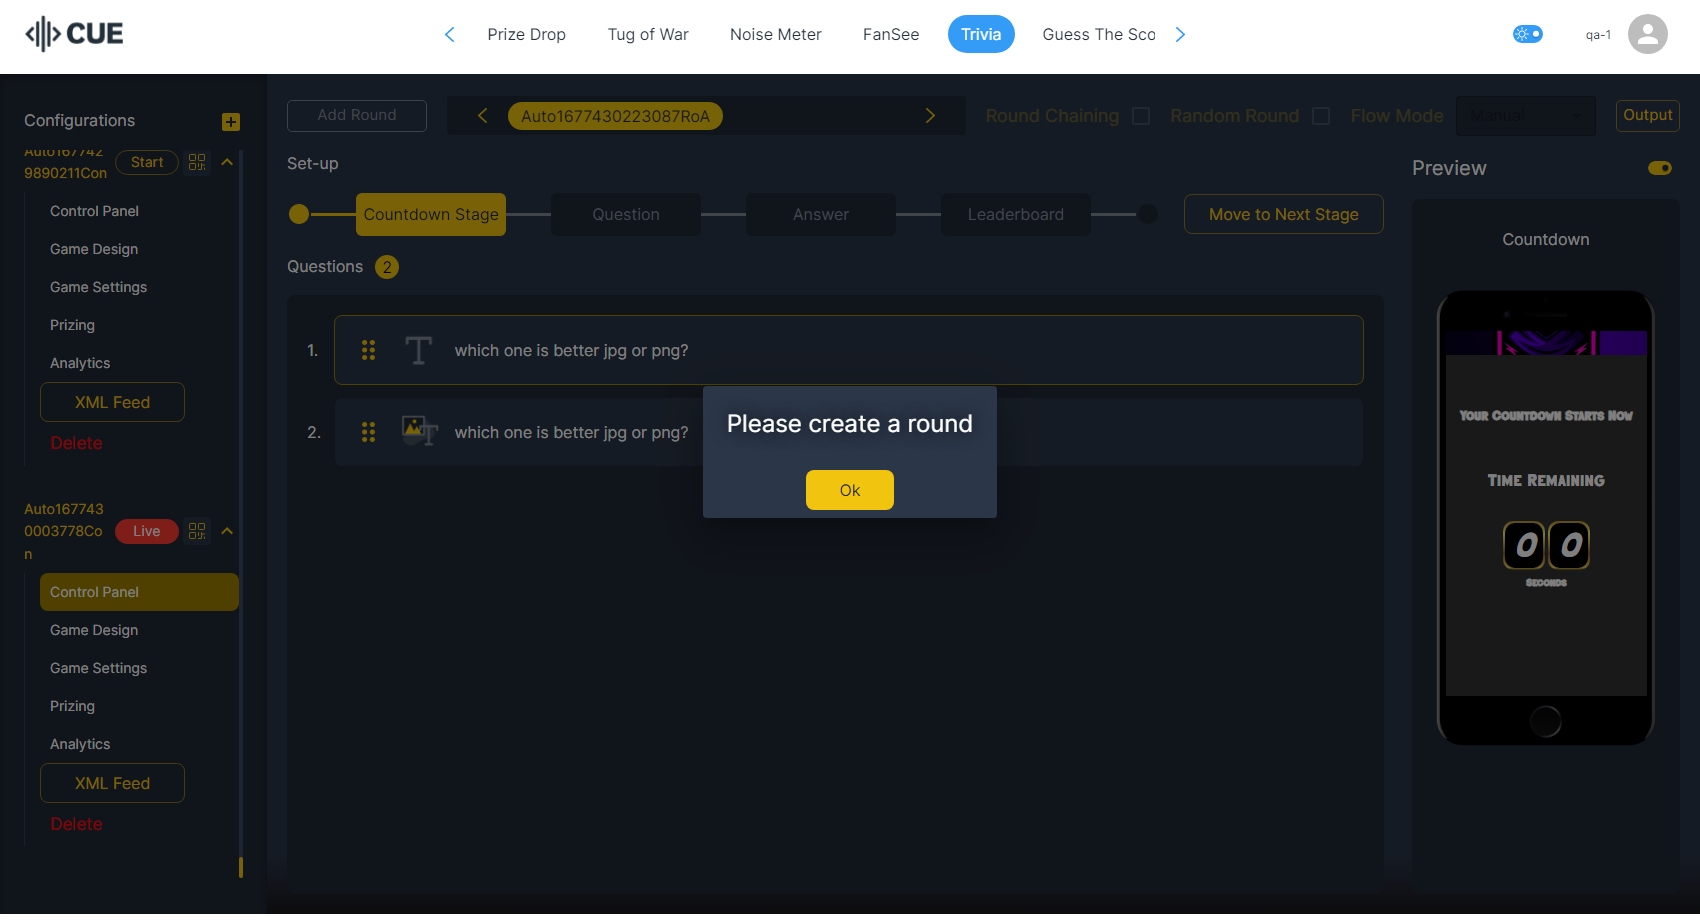 CUE
Prize Drop
Tug of War
Noise Meter
FanSee
Trivia
Guess The Sco
qa-1
Configurations
Auto167742
9890211Con
Start
Control Panel
Game Design
Game Settings
Prizing
Analytics
XML Feed
Delete
Auto167743
0003778Co
n
Live
Control Panel
Game Design
Game Settings
Prizing
Analytics
XML Feed
Delete
Add Round
Auto1677430223087RoA
Round Chaining
Random Round
Flow Mode
Manual
Output
Set-up
Countdown Stage
Question
Answer
Leaderboard
Move to Next Stage
Questions 2
1. which one is better jpg or png?
2. which one is better jpg or png?
Please create a round
Ok
Preview
Countdown
Your Countdown Starts Now
Time Remaining
0 0
Seconds